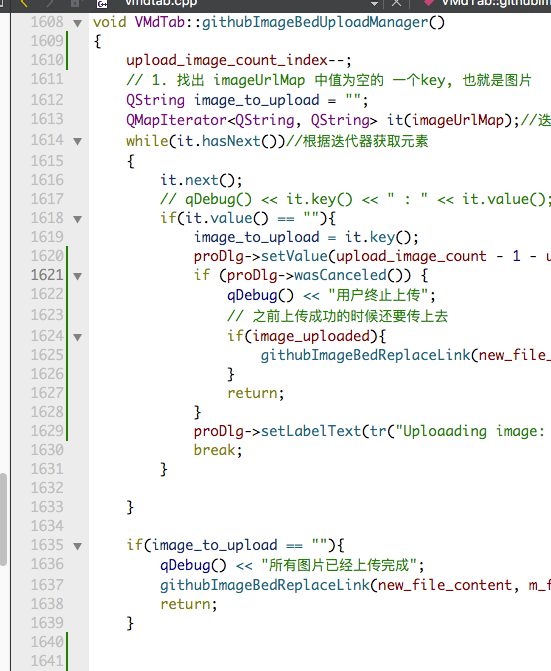 vmdtab.cpp
VMdTab::githubIm
1608 void VMdTab::githubImageBedUploadManager()
1609 {
1610 upload_image_count_index--;
1611 // 1. 找出 imageUrlMap 中值为空的 一个key, 也就是图片
1612 QString image_to_upload = "";
1613 QMapIterator<QString, QString> it(imageUrlMap);//迭
1614 while(it.hasNext())//根据迭代器获取元素
1615 {
1616 it.next();
1617 // qDebug() << it.key() << " : " << it.value();
1618 if(it.value() == ""){
1619 image_to_upload = it.key();
1620 proDlg->setValue(upload_image_count - 1 - u
1621 if (proDlg->wasCanceled()) {
1622 qDebug() << "用户终止上传";
1623 // 之前上传成功的时候还要传上去
1624 if(image_uploaded){
1625 githubImageBedReplaceLink(new_file_
1626 }
1627 return;
1628 }
1629 proDlg->setLabelText(tr("Uploaading image:
1630 break;
1631 }
1632
1633 }
1634
1635 if(image_to_upload == ""){
1636 qDebug() << "所有图片已经上传完成";
1637 githubImageBedReplaceLink(new_file_content, m_f
1638 return;
1639 }
1640
1641